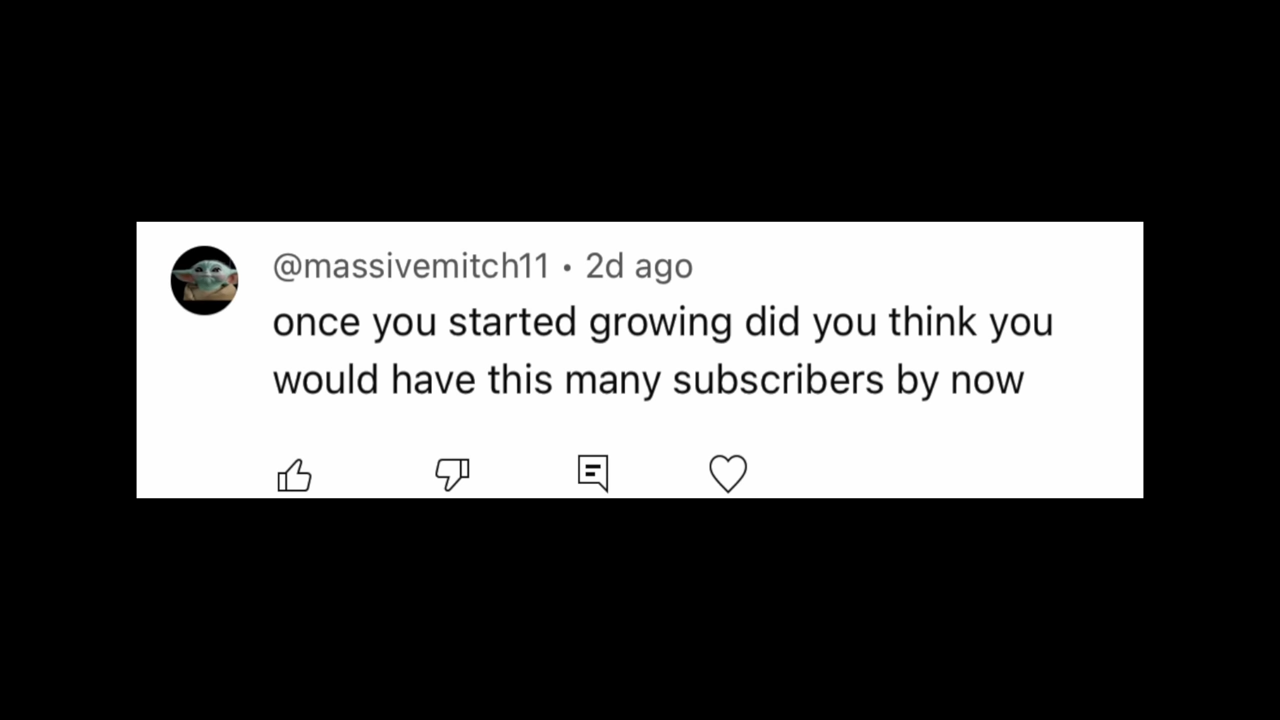 @massivemitch11 • 2d ago
once you started growing did you think you
would have this many subscribers by now